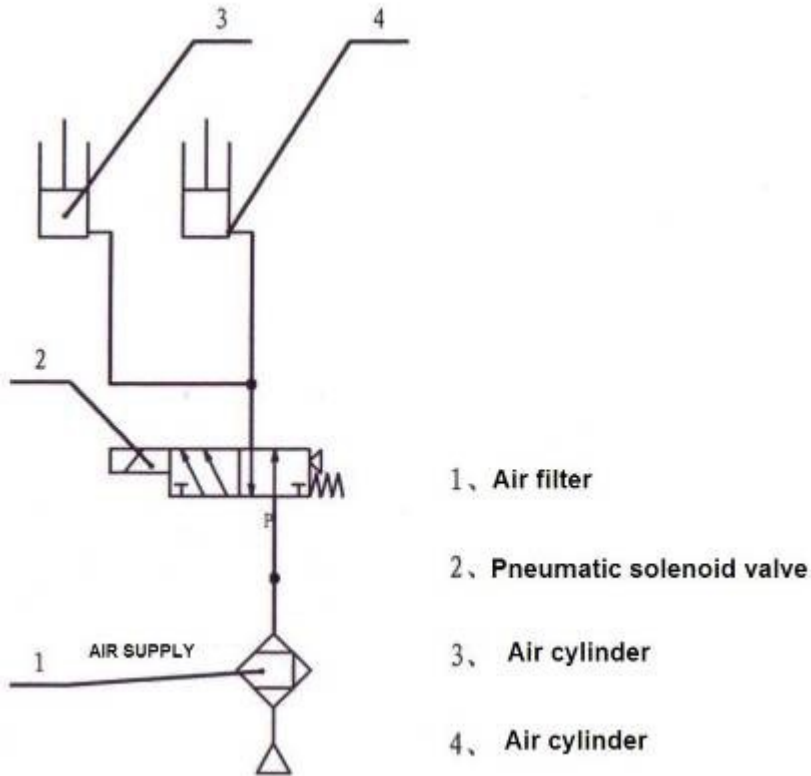 3
4
2
P
AIR SUPPLY
1
1、 Air filter
2、 Pneumatic solenoid valve
3、 Air cylinder
4、 Air cylinder